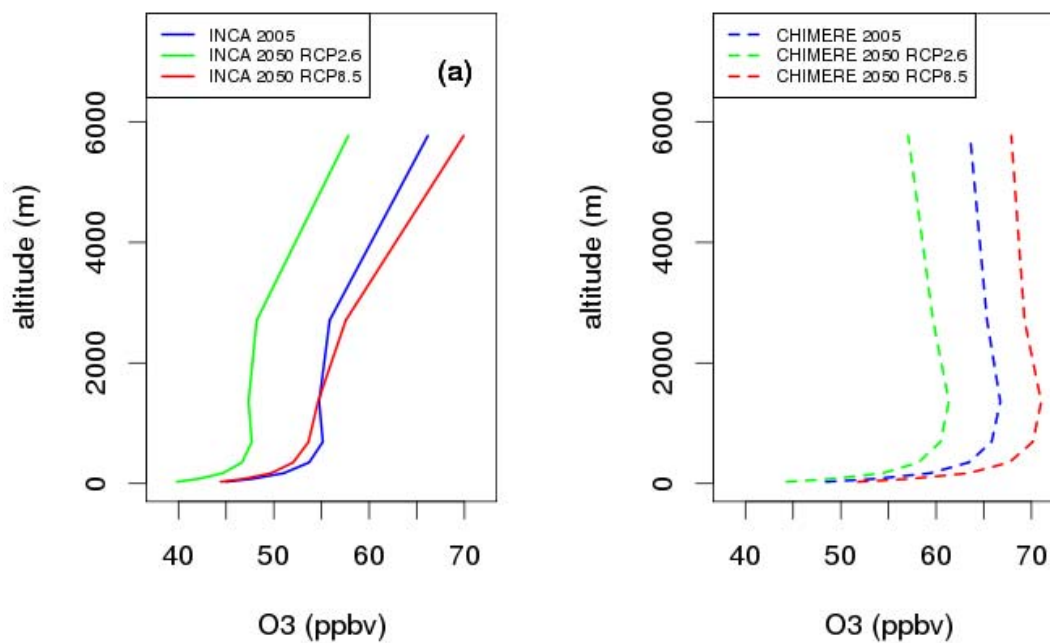 INCA 2005
INCA 2050 RCP2.6
INCA 2050 RCP8.5
(a)
altitude (m)
6000
4000
2000
0
40
50
60
70
O3 (ppbv)
CHIMERE 2005
CHIMERE 2050 RCP2.6
CHIMERE 2050 RCP8.5
altitude (m)
6000
4000
2000
0
40
50
60
70
O3 (ppbv)